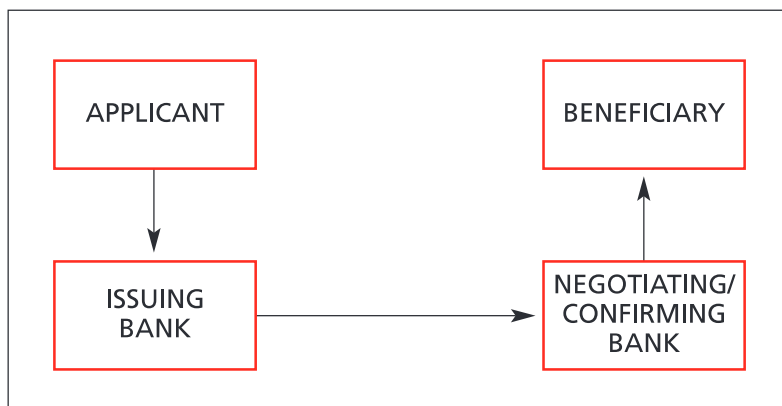 APPLICANT
BENEFICIARY
ISSUING
BANK
NEGOTIATING/
CONFIRMING
BANK